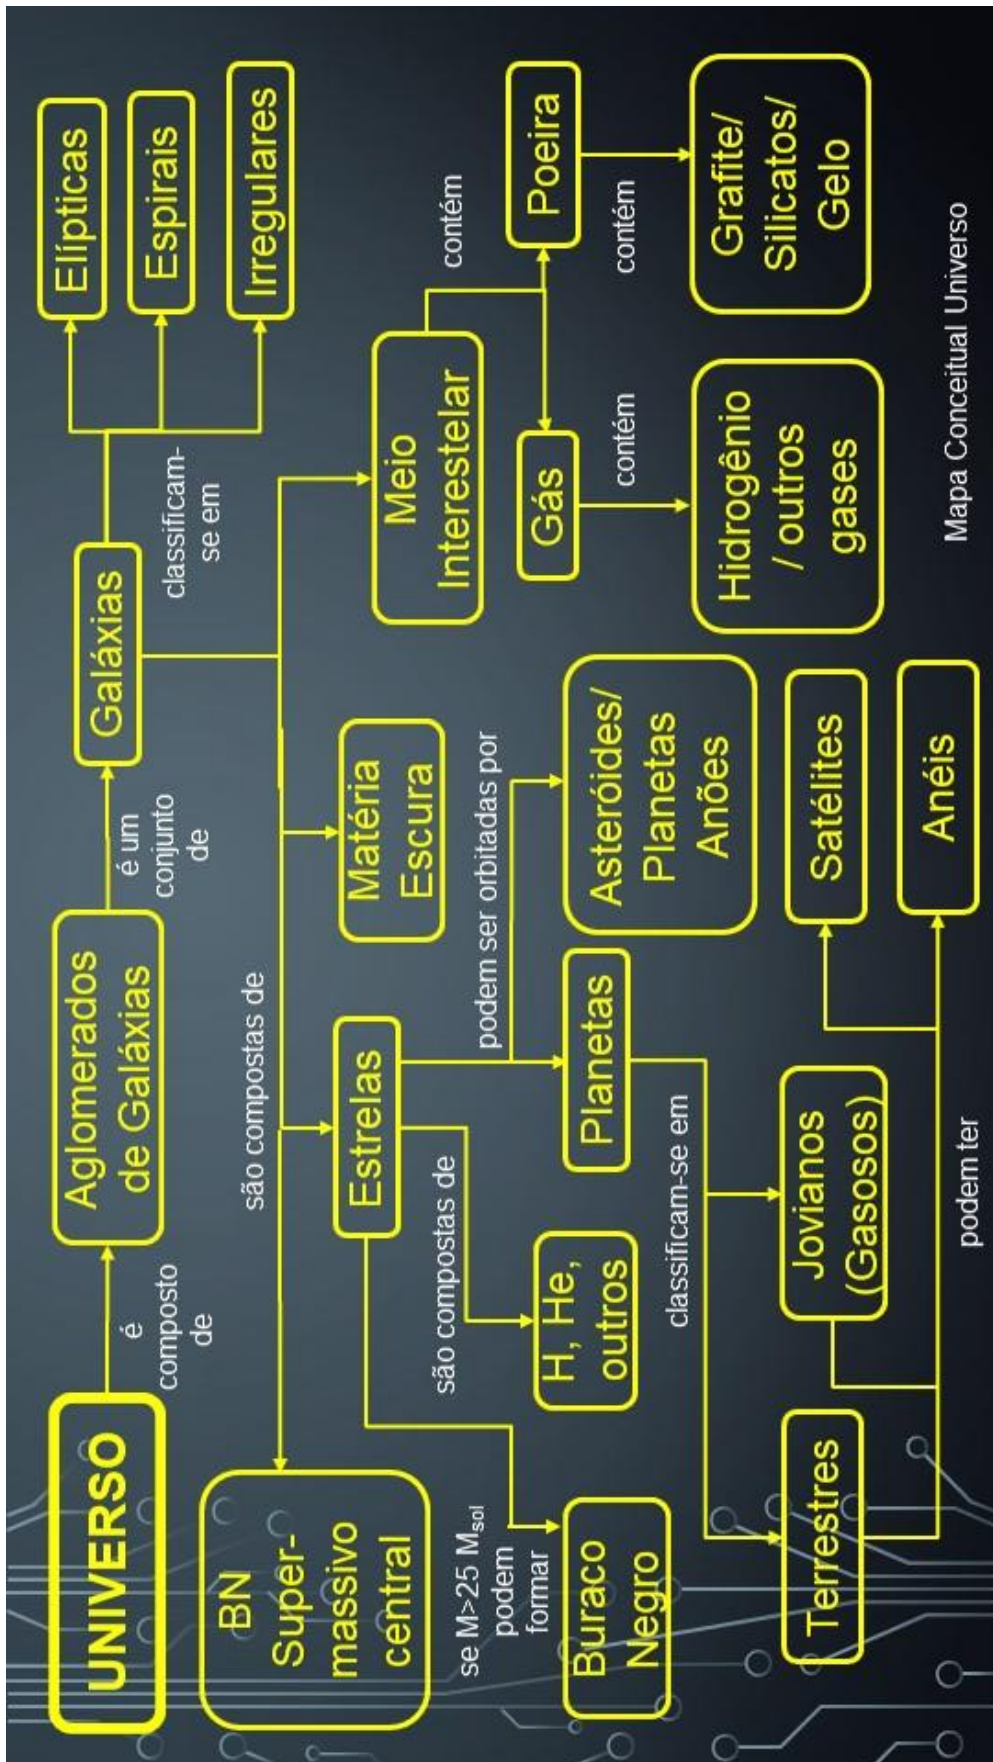 UNIVERSO
é
composto
de
Aglomerados
de Galáxias
é um
conjunto
de
Galáxias
classificam-
se em
Elípticas
Espirais
Irregulares
são compostas de
BN
Super-
massivo
central
Estrelas
Matéria
Escura
Meio
Interestelar
se M>25 Msol
podem
formar
são compostas de
podem ser orbitadas por
contém
Buraco
Negro
H, He,
outros
Planetas
Asteróides/
Planetas
Anões
Gás
Poeira
classificam-se em
contém
contém
Terrestres
Jovianos
(Gasosos)
Satélites
Anéis
Hidrogênio
/ outros
gases
Grafite/
Silicatos/
Gelo
podem ter
Mapa Conceitual Universo